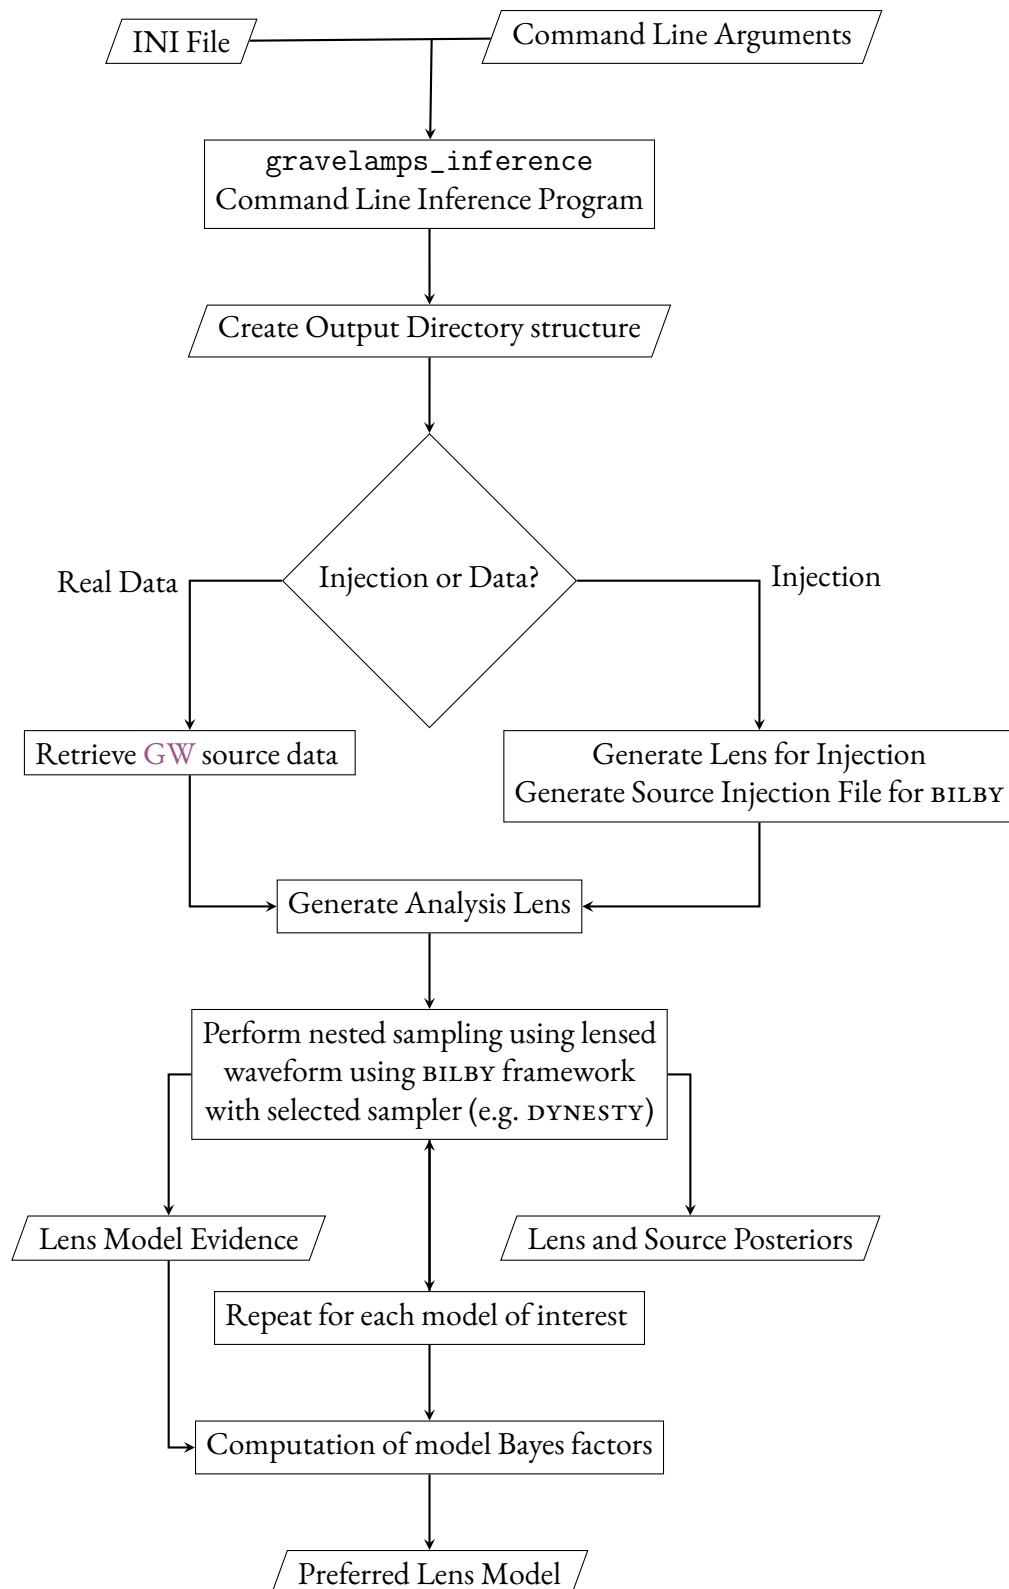 INI File
Command Line Arguments
gravelamps_inference
Command Line Inference Program
Create Output Directory structure
Injection or Data?
Real Data
Injection
Retrieve GW source data
Generate Lens for Injection
Generate Source Injection File for BILBY
Generate Analysis Lens
Perform nested sampling using lensed
waveform using BILBY framework
with selected sampler (e.g. DYNESTY)
Lens Model Evidence
Lens and Source Posteriors
Repeat for each model of interest
Computation of model Bayes factors
Preferred Lens Model